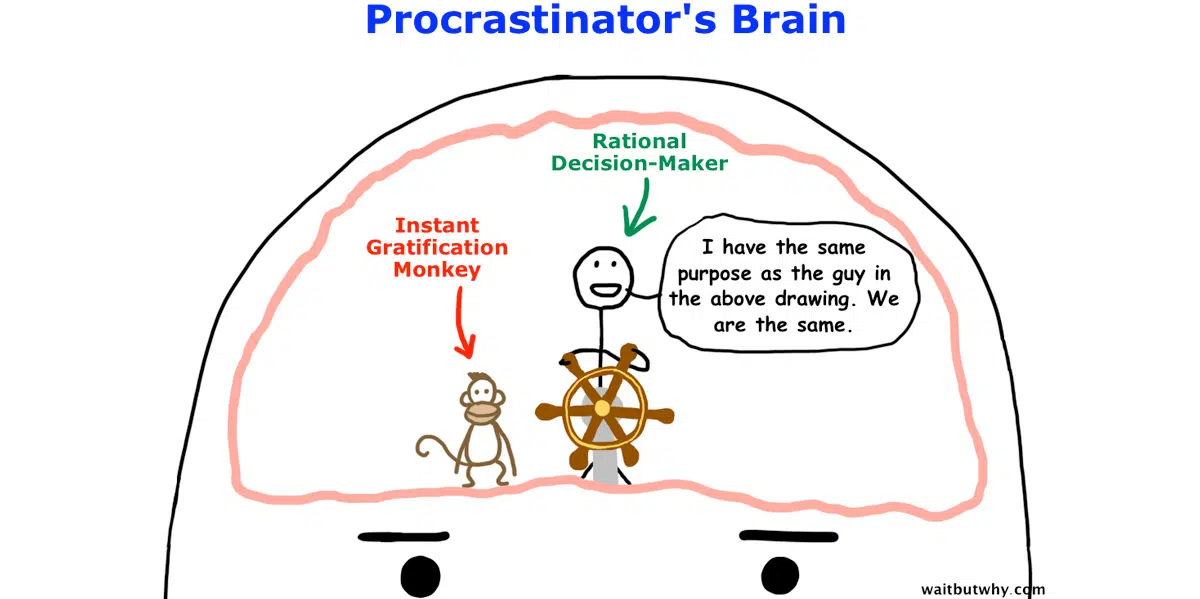 Procrastinator's Brain
Rational
Decision-Maker
Instant
Gratification
Monkey
I have the same
purpose as the guy in
the above drawing. We
are the same.
waitbutwhy.com